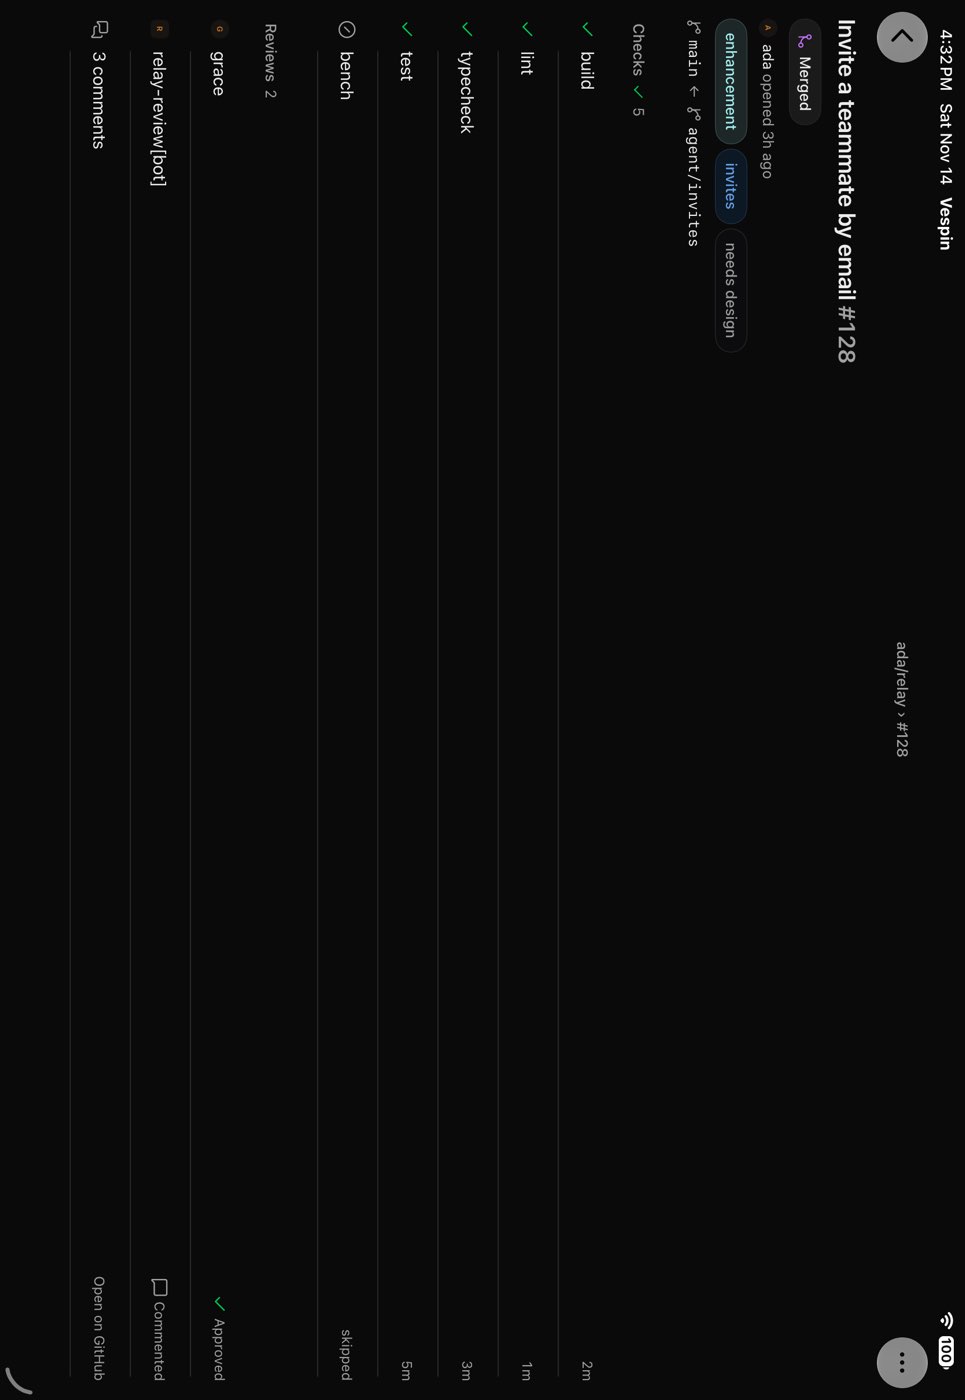 4:32 PM Sat Nov 14 Vespin
100
ada/relay › #128
Invite a teammate by email #128
Merged
A ada opened 3h ago
enhancement invites needs design
main ← agent/invites
Checks 5
build 2m
lint 1m
typecheck 3m
test 5m
bench skipped
Reviews 2
G grace Approved
R relay-review[bot] Commented
3 comments Open on GitHub